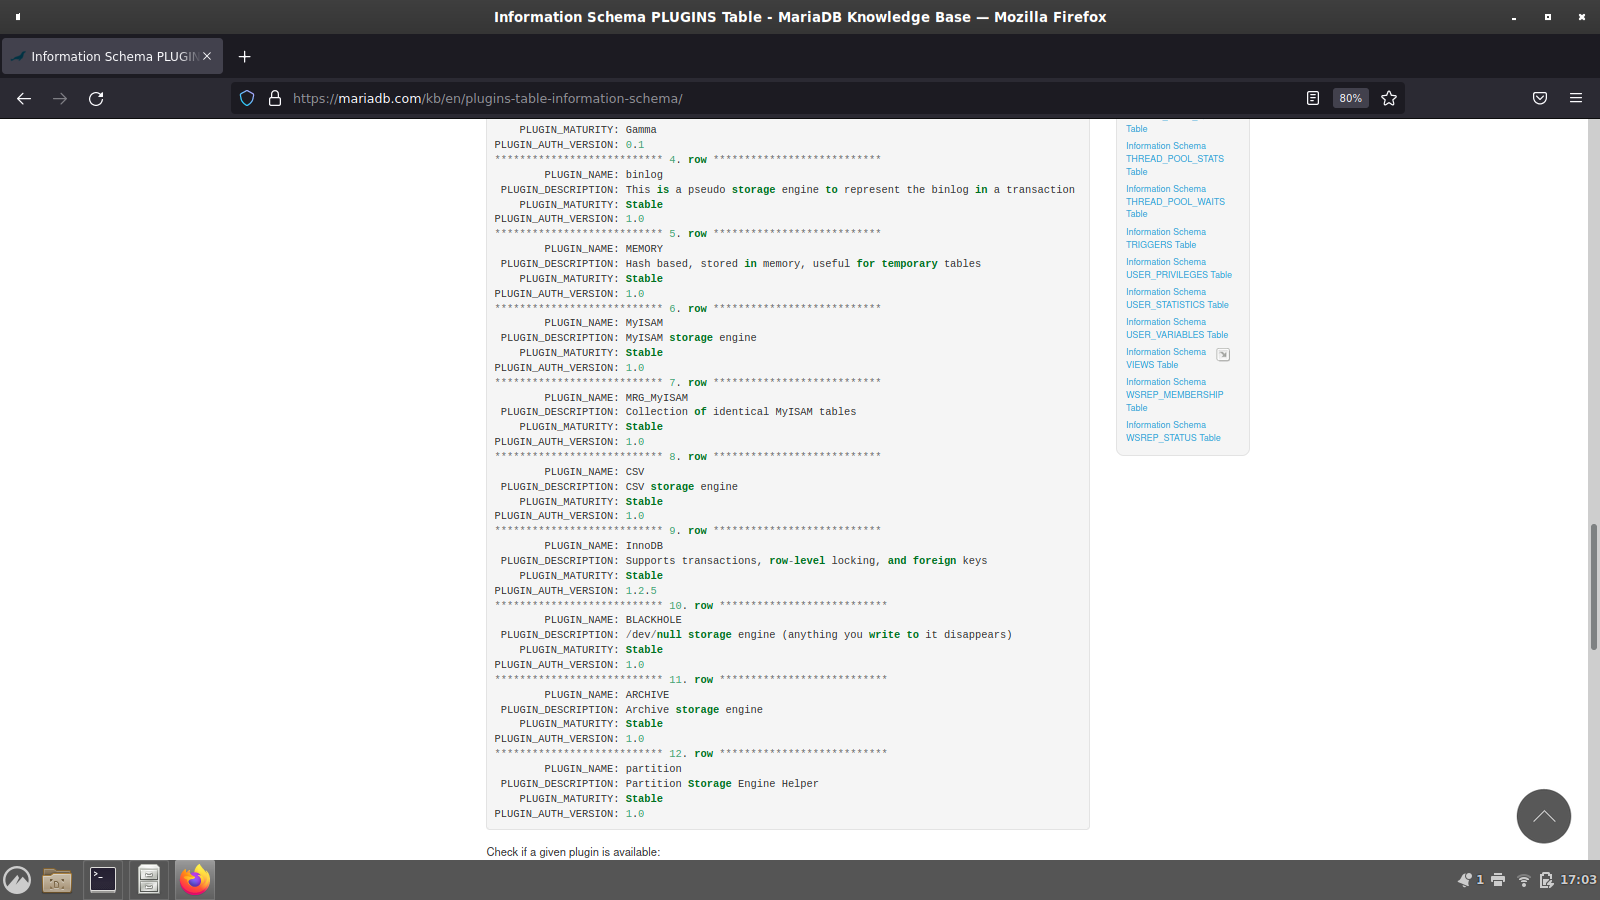 Information Schema PLUGINS Table - MariaDB Knowledge Base — Mozilla Firefox
Information Schema PLUGIN
https://mariadb.com/kb/en/plugins-table-information-schema/
80%
PLUGIN_MATURITY: Gamma
PLUGIN_AUTH_VERSION: 0.1
*************************** 4. row ***************************
PLUGIN_NAME: binlog
PLUGIN_DESCRIPTION: This is a pseudo storage engine to represent the binlog in a transaction
PLUGIN_MATURITY: Stable
PLUGIN_AUTH_VERSION: 1.0
*************************** 5. row ***************************
PLUGIN_NAME: MEMORY
PLUGIN_DESCRIPTION: Hash based, stored in memory, useful for temporary tables
PLUGIN_MATURITY: Stable
PLUGIN_AUTH_VERSION: 1.0
*************************** 6. row ***************************
PLUGIN_NAME: MyISAM
PLUGIN_DESCRIPTION: MyISAM storage engine
PLUGIN_MATURITY: Stable
PLUGIN_AUTH_VERSION: 1.0
*************************** 7. row ***************************
PLUGIN_NAME: MRG_MyISAM
PLUGIN_DESCRIPTION: Collection of identical MyISAM tables
PLUGIN_MATURITY: Stable
PLUGIN_AUTH_VERSION: 1.0
*************************** 8. row ***************************
PLUGIN_NAME: CSV
PLUGIN_DESCRIPTION: CSV storage engine
PLUGIN_MATURITY: Stable
PLUGIN_AUTH_VERSION: 1.0
*************************** 9. row ***************************
PLUGIN_NAME: InnoDB
PLUGIN_DESCRIPTION: Supports transactions, row-level locking, and foreign keys
PLUGIN_MATURITY: Stable
PLUGIN_AUTH_VERSION: 1.2.5
*************************** 10. row ***************************
PLUGIN_NAME: BLACKHOLE
PLUGIN_DESCRIPTION: /dev/null storage engine (anything you write to it disappears)
PLUGIN_MATURITY: Stable
PLUGIN_AUTH_VERSION: 1.0
*************************** 11. row ***************************
PLUGIN_NAME: ARCHIVE
PLUGIN_DESCRIPTION: Archive storage engine
PLUGIN_MATURITY: Stable
PLUGIN_AUTH_VERSION: 1.0
*************************** 12. row ***************************
PLUGIN_NAME: partition
PLUGIN_DESCRIPTION: Partition Storage Engine Helper
PLUGIN_MATURITY: Stable
PLUGIN_AUTH_VERSION: 1.0
Check if a given plugin is available:
Table
Information Schema
THREAD_POOL_STATS
Table
Information Schema
THREAD_POOL_WAITS
Table
Information Schema
TRIGGERS Table
Information Schema
USER_PRIVILEGES Table
Information Schema
USER_STATISTICS Table
Information Schema
USER_VARIABLES Table
Information Schema
VIEWS Table
Information Schema
WSREP_MEMBERSHIP
Table
Information Schema
WSREP_STATUS Table
1
17:03